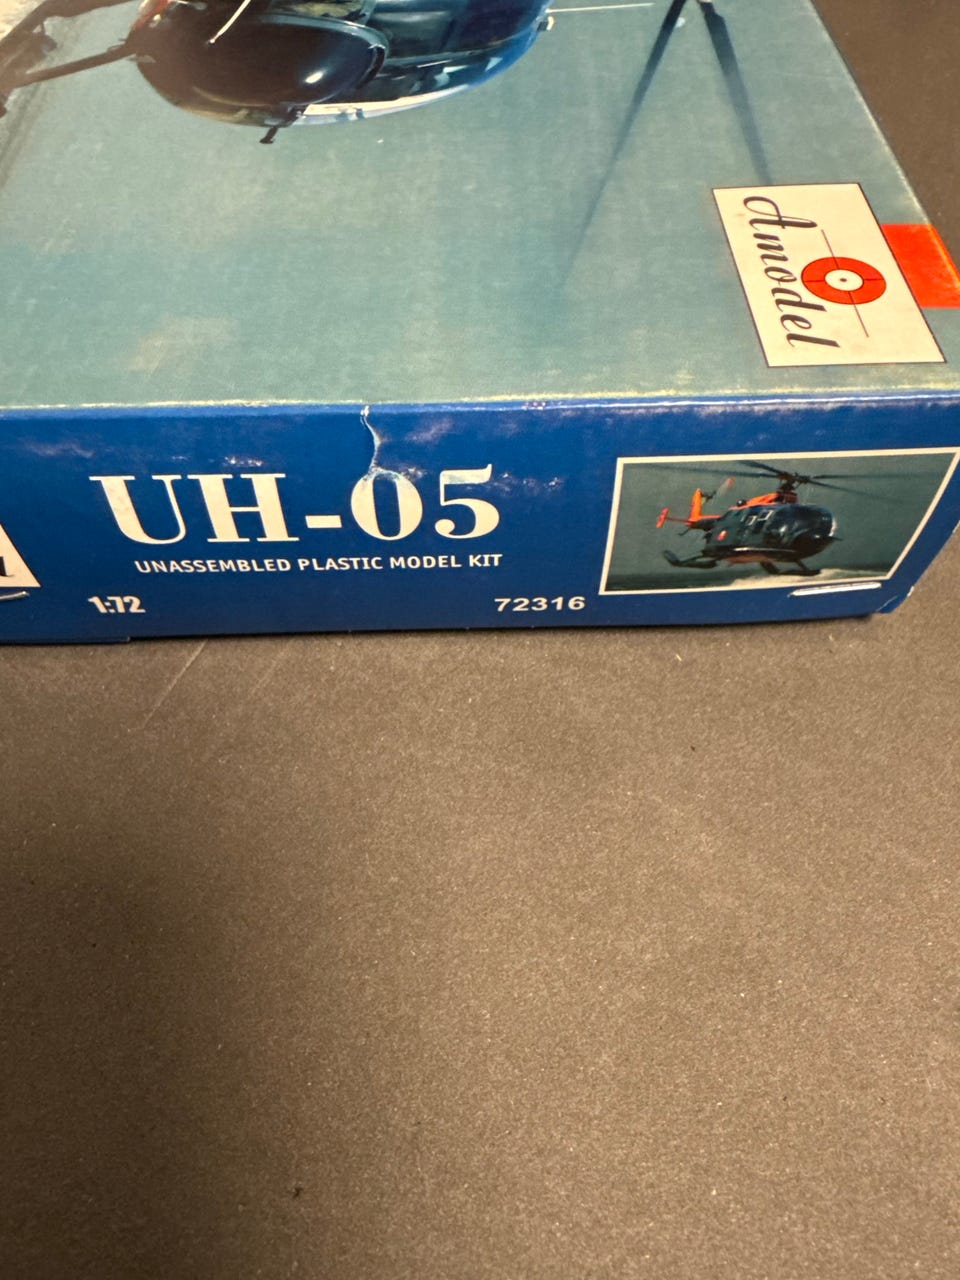 Amodel
UH-05
UNASSEMBLED PLASTIC MODEL KIT
1:72
72316